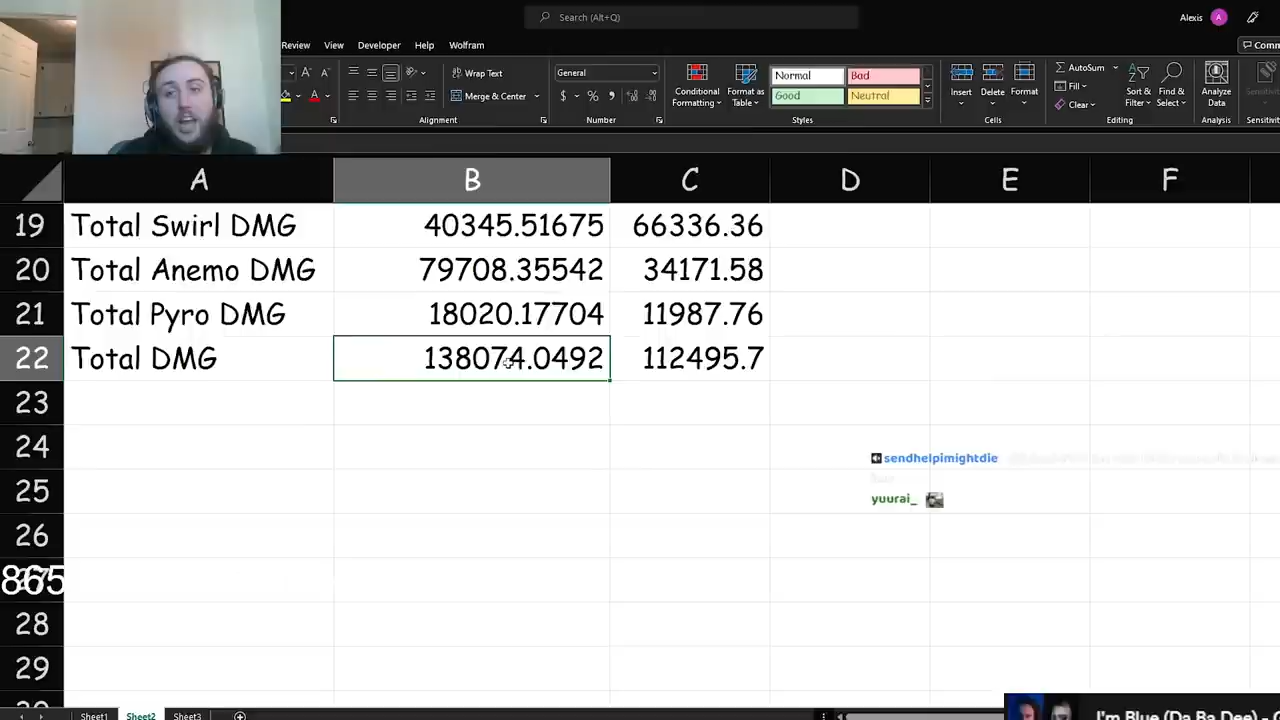 Search (Alt+Q)
Alexis A
Review View Developer Help Wolfram
Comm
Wrap Text
General
Merge & Center
$ % 9
Conditional Formatting
Format as Table
Normal Bad
Good Neutral
Insert Delete Format
AutoSum
Fill
Clear
Sort & Filter
Find & Select
Analyze Data
Sensitivity
Alignment Number Styles Cells Editing Analysis Sensitivity
A B C D E F
19 Total Swirl DMG 40345.51675 66336.36
20 Total Anemo DMG 79708.35542 34171.58
21 Total Pyro DMG 18020.17704 11987.76
22 Total DMG 138074.0492 112495.7
23
24
sendhelpimightdie
25
yuurai_
26
865
28
29
Sheet1 Sheet2 Sheet3
I'm Blue (Da Ba Dee) -